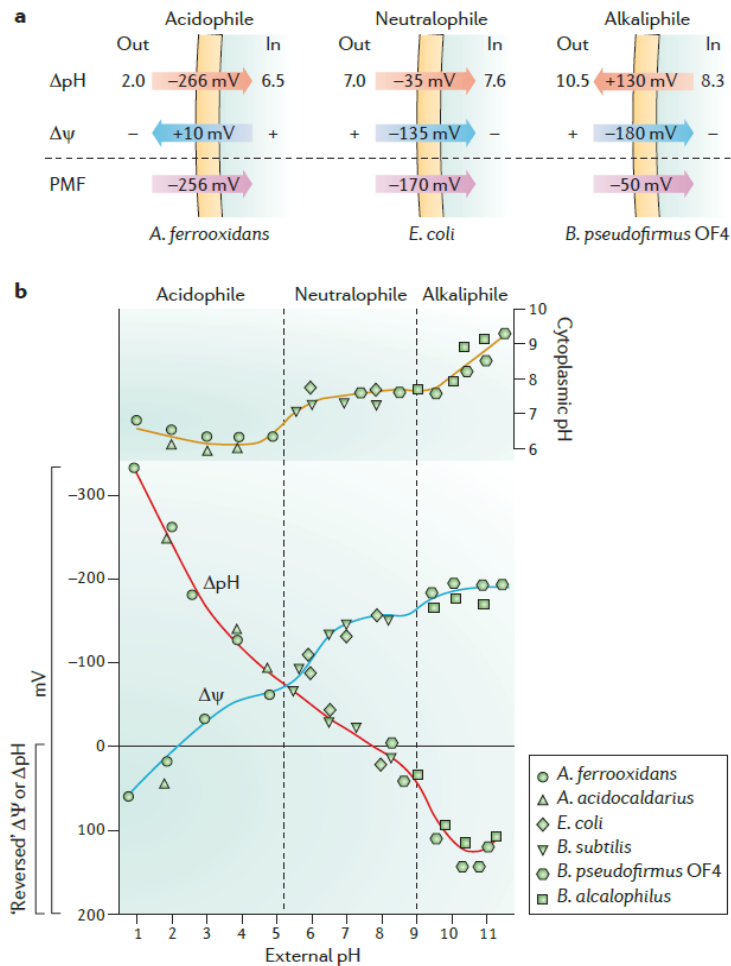 a
Acidophile Neutralophile Alkaliphile
Out In Out In Out In
ΔpH 2.0 −266 mV 6.5 7.0 −35 mV 7.6 10.5 +130 mV 8.3
Δψ − +10 mV + + −135 mV − + −180 mV −
PMF −256 mV −170 mV −50 mV
A. ferrooxidans E. coli B. pseudofirmus OF4
b
Acidophile Neutralophile Alkaliphile
10
9
8
7
6
Cytoplasmic pH
−300
−200
−100
0
100
200
mV
'Reversed' ΔΨ or ΔpH
ΔpH
Δψ
1 2 3 4 5 6 7 8 9 10 11
External pH
A. ferrooxidans
A. acidocaldarius
E. coli
B. subtilis
B. pseudofirmus OF4
B. alcalophilus